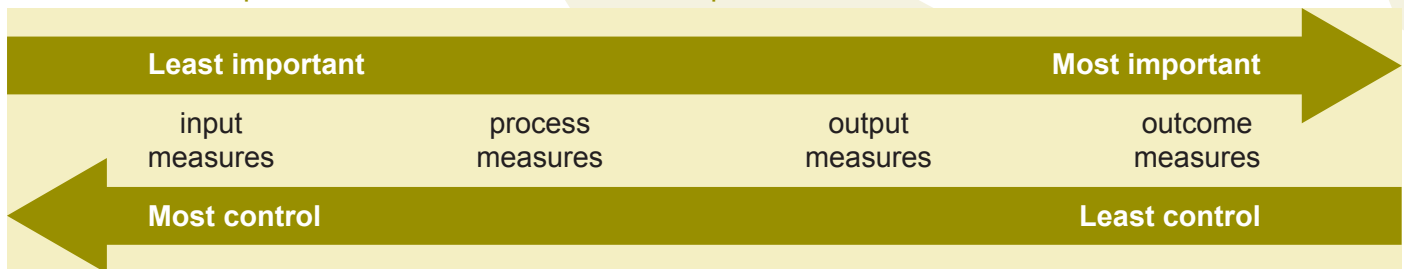 Least important Most important
input process output outcome
measures measures measures measures
Most control Least control